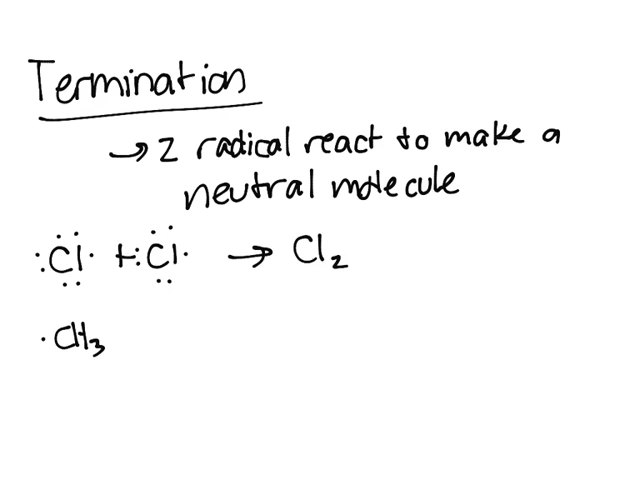 Termination
→ 2 radical react to make a
neutral molecule
:Cl· + :Cl· → Cl₂
·CH₃